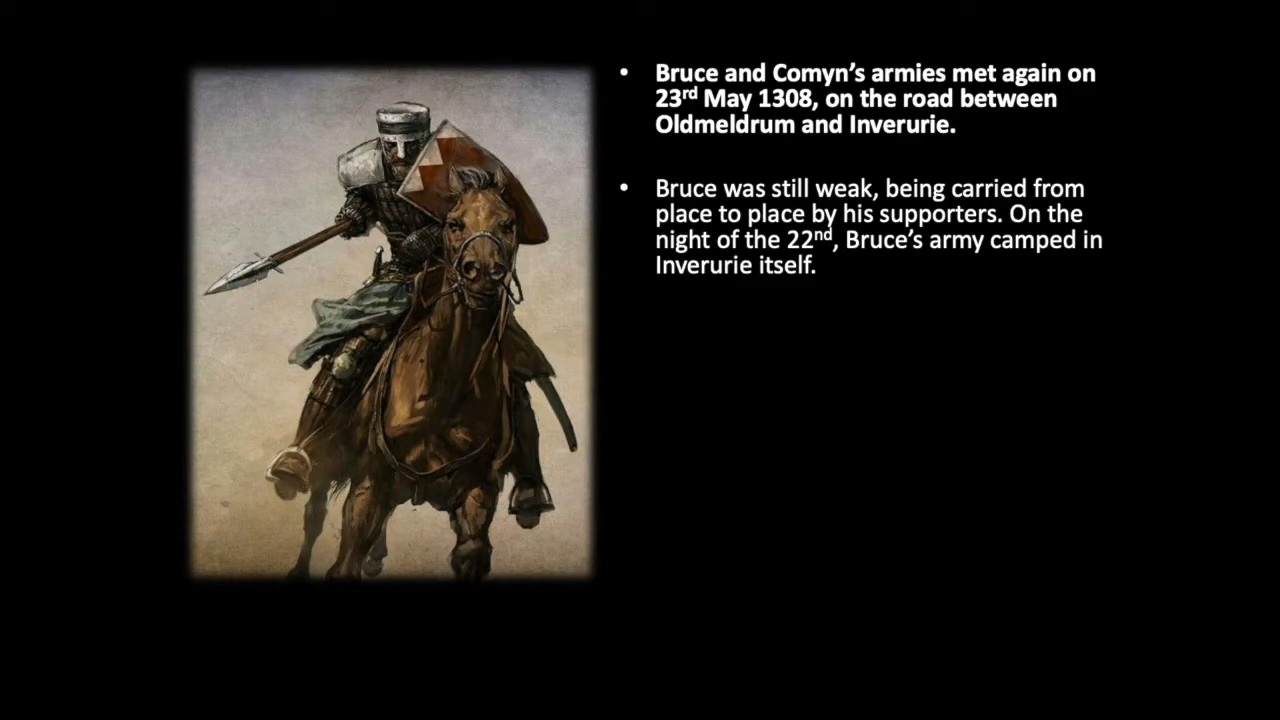 • Bruce and Comyn’s armies met again on
23rd May 1308, on the road between
Oldmeldrum and Inverurie.
• Bruce was still weak, being carried from
place to place by his supporters. On the
night of the 22nd, Bruce’s army camped in
Inverurie itself.